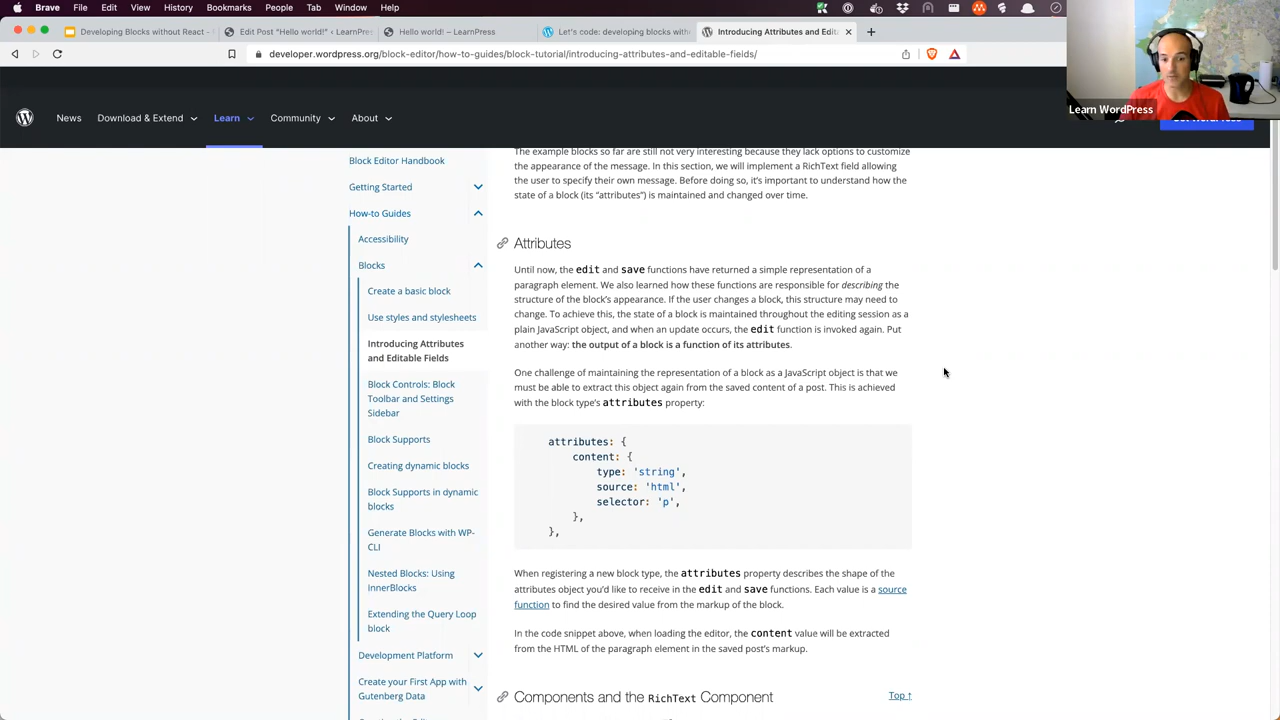 Brave File Edit View History Bookmarks People Tab Window Help
Developing Blocks without React -
Edit Post “Hello world!” ‹ LearnPres
Hello world! – LearnPress
Let's code: developing blocks with
Introducing Attributes and Edit
developer.wordpress.org/block-editor/how-to-guides/block-tutorial/introducing-attributes-and-editable-fields/
Learn WordPress
News Download & Extend Learn Community About
Block Editor Handbook
Getting Started
How-to Guides
Accessibility
Blocks
Create a basic block
Use styles and stylesheets
Introducing Attributes
and Editable Fields
Block Controls: Block
Toolbar and Settings
Sidebar
Block Supports
Creating dynamic blocks
Block Supports in dynamic
blocks
Generate Blocks with WP-
CLI
Nested Blocks: Using
InnerBlocks
Extending the Query Loop
block
Development Platform
Create your First App with
Gutenberg Data
The example blocks so far are still not very interesting because they lack options to customize
the appearance of the message. In this section, we will implement a RichText field allowing
the user to specify their own message. Before doing so, it's important to understand how the
state of a block (its “attributes”) is maintained and changed over time.
Attributes
Until now, the edit and save functions have returned a simple representation of a
paragraph element. We also learned how these functions are responsible for describing the
structure of the block's appearance. If the user changes a block, this structure may need to
change. To achieve this, the state of a block is maintained throughout the editing session as a
plain JavaScript object, and when an update occurs, the edit function is invoked again. Put
another way: the output of a block is a function of its attributes.
One challenge of maintaining the representation of a block as a JavaScript object is that we
must be able to extract this object again from the saved content of a post. This is achieved
with the block type's attributes property:
attributes: {
content: {
type: 'string',
source: 'html',
selector: 'p',
},
},
When registering a new block type, the attributes property describes the shape of the
attributes object you'd like to receive in the edit and save functions. Each value is a source
function to find the desired value from the markup of the block.
In the code snippet above, when loading the editor, the content value will be extracted
from the HTML of the paragraph element in the saved post's markup.
Components and the RichText Component
Top ↑